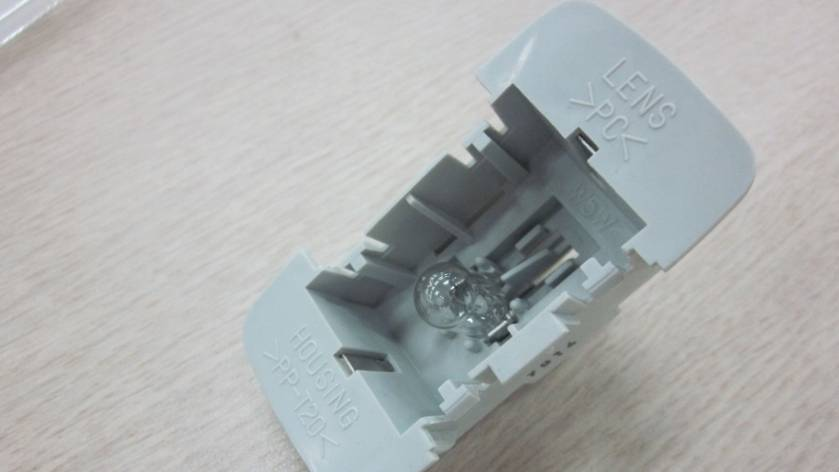 LENS
>PC<
HOUSING
>PP-T20<